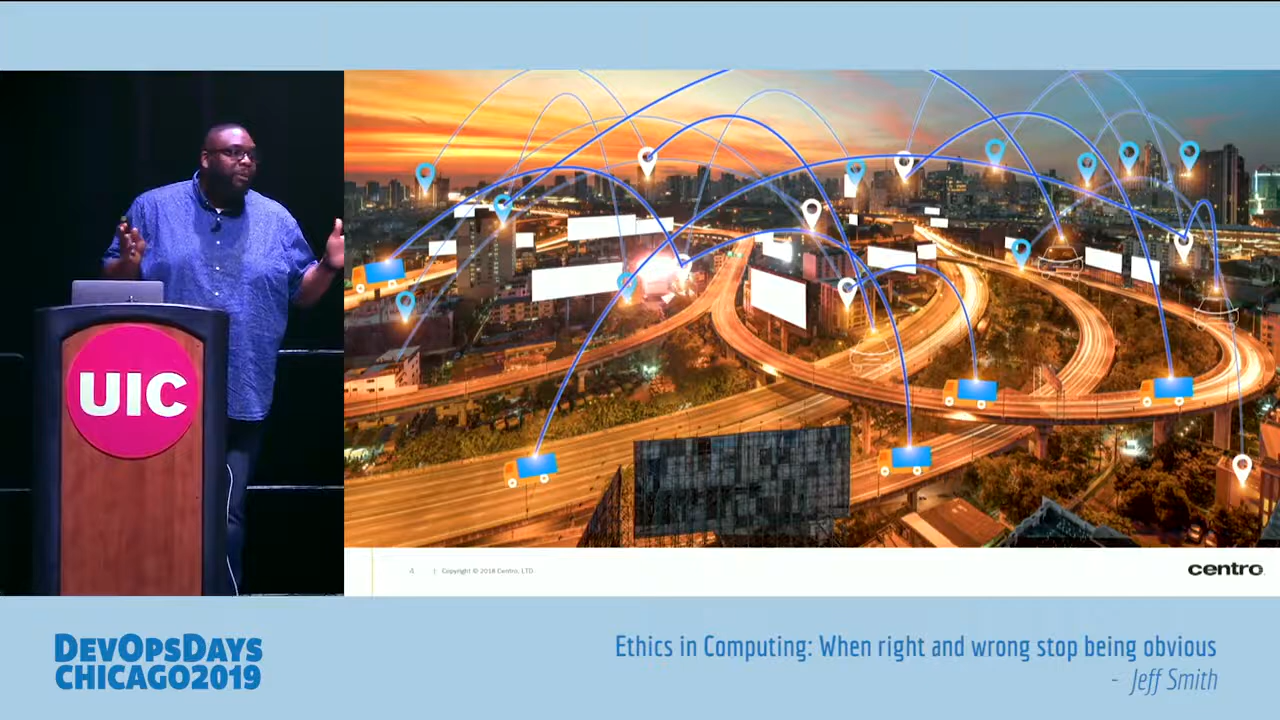 UIC
4 | Copyright © 2018 Centro, LTD.
centro
DEVOPSDAYS
CHICAGO2019
Ethics in Computing: When right and wrong stop being obvious
- Jeff Smith